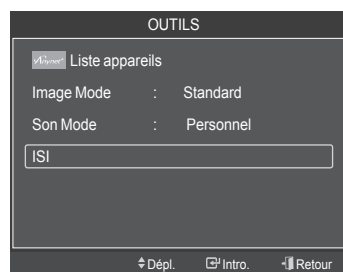 OUTILS
Anynet+ Liste appareils
Image Mode : Standard
Son Mode : Personnel
ISI
Dépl. Intro. Retour